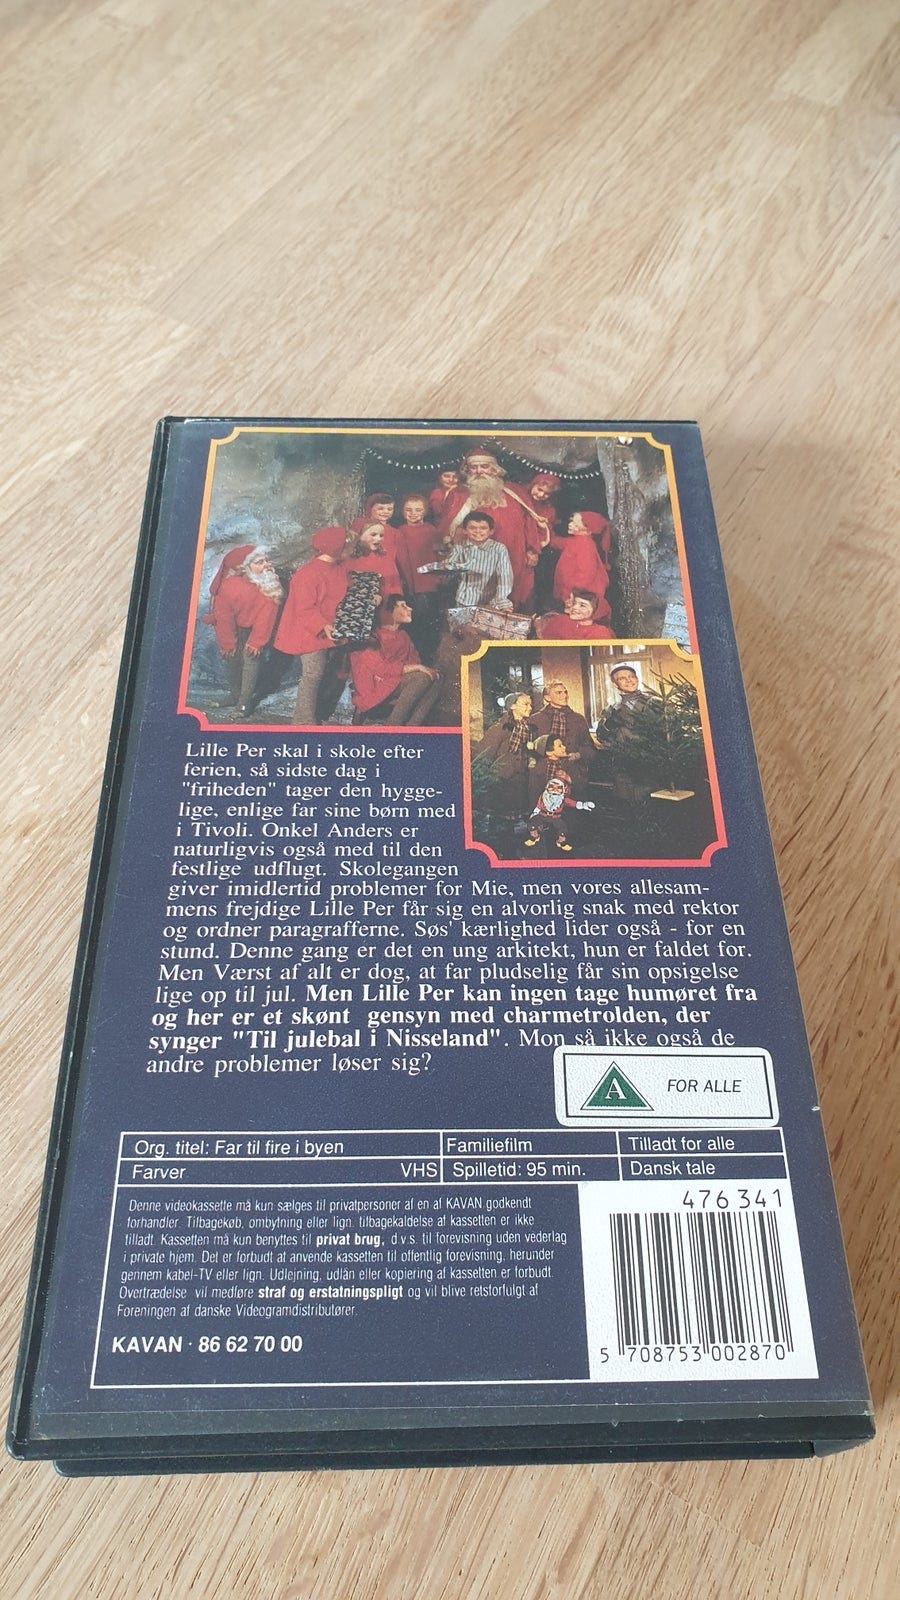 Lille Per skal i skole efter
ferien, så sidste dag i
"friheden" tager den hygge-
lige, enlige far sine børn med
i Tivoli. Onkel Anders er
naturligvis også med til den
festlige udflugt. Skolegangen
giver imidlertid problemer for Mie, men vores allesam-
mens frejdige Lille Per får sig en alvorlig snak med rektor
og ordner paragrafferne. Søs' kærlighed lider også - for en
stund. Denne gang er det en ung arkitekt, hun er faldet for.
Men Værst af alt er dog, at far pludselig får sin opsigelse
lige op til jul. Men Lille Per kan ingen tage humøret fra
og her er et skønt gensyn med charmetrolden, der
synger "Til julebal i Nisseland". Mon så ikke også de
andre problemer løser sig?
A FOR ALLE
Org. titel: Far til fire i byen Familiefilm Tilladt for alle
Farver VHS Spilletid: 95 min. Dansk tale
Denne videokassette må kun sælges til privatpersoner af en af KAVAN godkendt
forhandler. Tilbagekøb, ombytning eller lign. tilbagekaldelse af kassetten er ikke
tilladt. Kassetten må kun benyttes til privat brug, d.v.s. til forevisning uden vederlag
i private hjem. Det er forbudt at anvende kassetten til offentlig forevisning, herunder
gennem kabel-TV eller lign. Udlejning, udlån eller kopiering af kassetten er forbudt.
Overtrædelse vil medføre straf og erstatningspligt og vil blive retsforfulgt af
Foreningen af danske Videogramdistributører.
KAVAN · 86 62 70 00
476 341
5 708753 002870